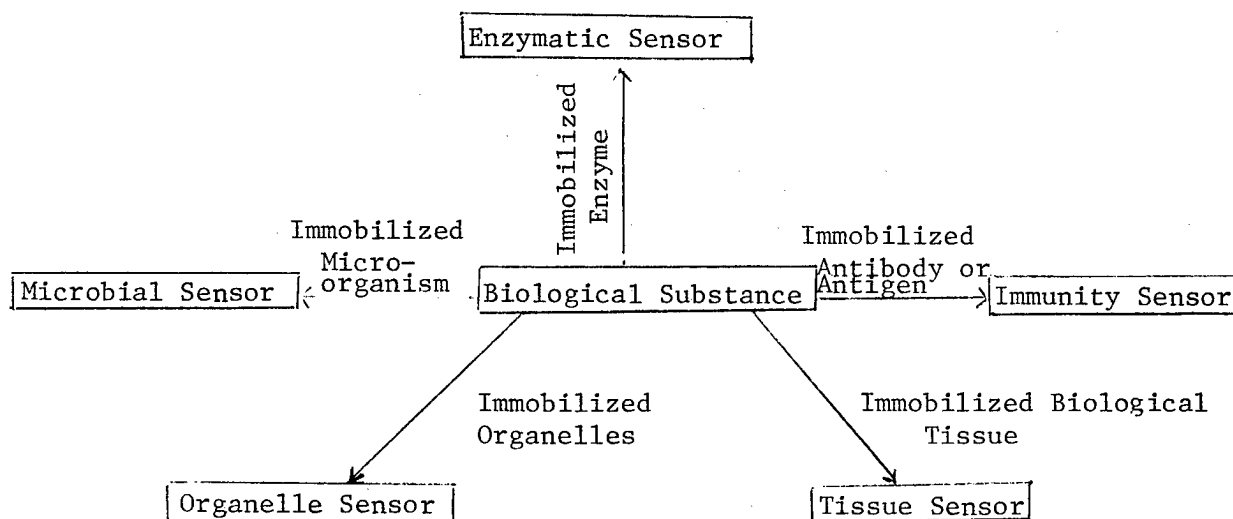 Enzymatic Sensor
Immobilized
Enzyme
Immobilized
Micro-
organism
Immobilized
Antibody or
Antigen
Microbial Sensor
Biological Substance
Immunity Sensor
Immobilized
Organelles
Immobilized Biological
Tissue
Organelle Sensor
Tissue Sensor